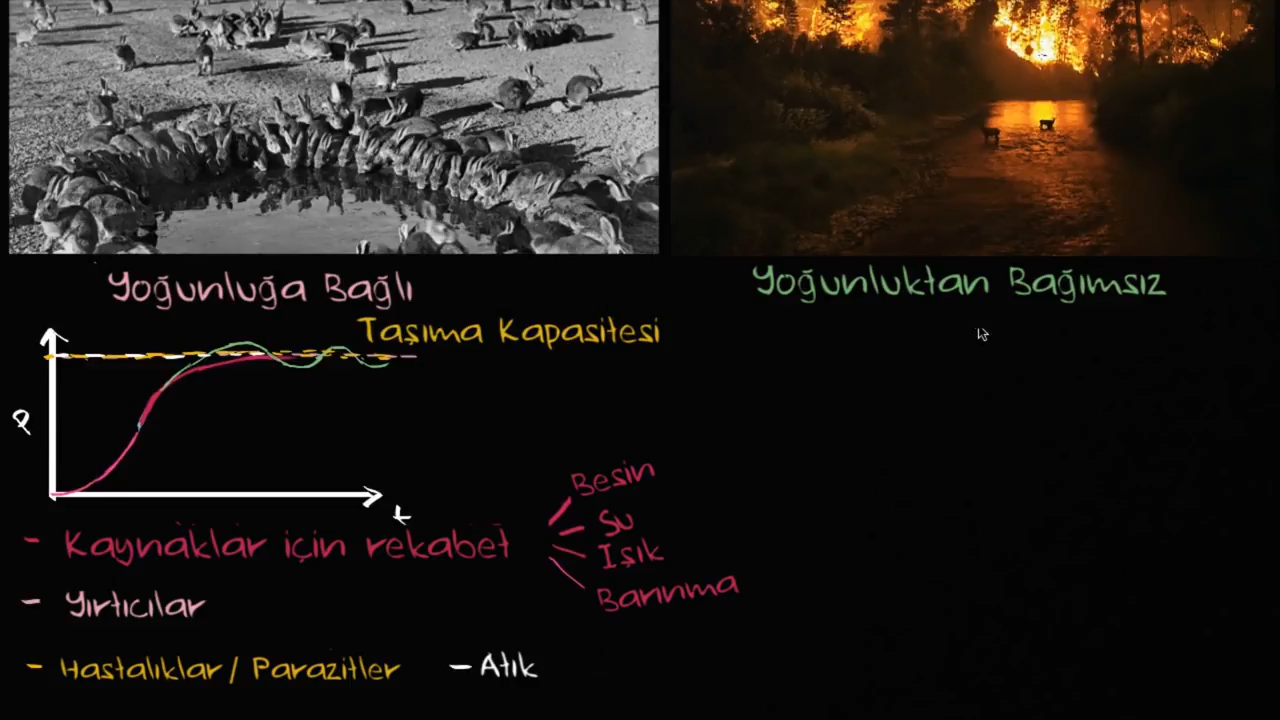 Yoğunluğa Bağlı
Yoğunluktan Bağımsız
Taşıma Kapasitesi
P
t
- Kaynaklar için rekabet
Besin
Su
Işık
Barınma
- Yırtıcılar
- Hastalıklar / Parazitler
- Atık